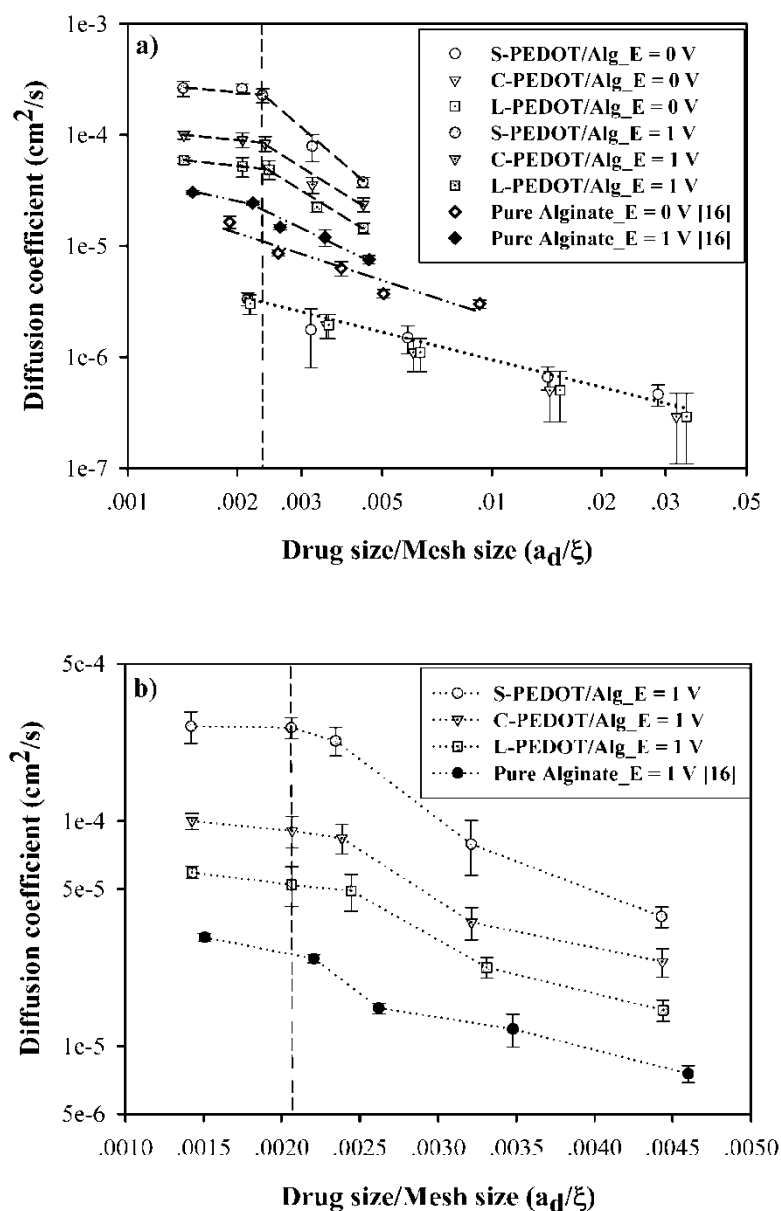 a)
S-PEDOT/Alg_E = 0 V
C-PEDOT/Alg_E = 0 V
L-PEDOT/Alg_E = 0 V
S-PEDOT/Alg_E = 1 V
C-PEDOT/Alg_E = 1 V
L-PEDOT/Alg_E = 1 V
Pure Alginate_E = 0 V [16]
Pure Alginate_E = 1 V [16]
Diffusion coefficient (cm²/s)
1e-3
1e-4
1e-5
1e-6
1e-7
.001 .002 .003 .005 .01 .02 .03 .05
Drug size/Mesh size (a_d/ξ)
b)
S-PEDOT/Alg_E = 1 V
C-PEDOT/Alg_E = 1 V
L-PEDOT/Alg_E = 1 V
Pure Alginate_E = 1 V [16]
Diffusion coefficient (cm²/s)
5e-4
1e-4
5e-5
1e-5
5e-6
.0010 .0015 .0020 .0025 .0030 .0035 .0040 .0045 .0050
Drug size/Mesh size (a_d/ξ)